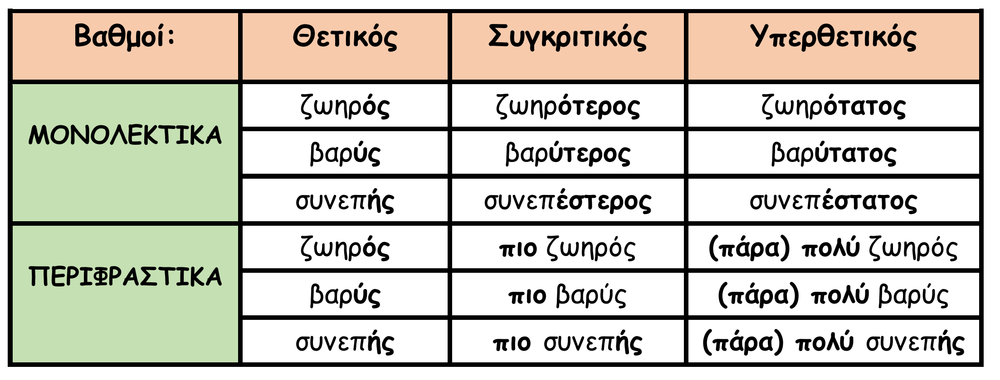 Βαθμοί: Θετικός Συγκριτικός Υπερθετικός
ΜΟΝΟΛΕΚΤΙΚΑ
ζωηρός ζωηρότερος ζωηρότατος
βαρύς βαρύτερος βαρύτατος
συνεπής συνεπέστερος συνεπέστατος
ΠΕΡΙΦΡΑΣΤΙΚΑ
ζωηρός πιο ζωηρός (πάρα) πολύ ζωηρός
βαρύς πιο βαρύς (πάρα) πολύ βαρύς
συνεπής πιο συνεπής (πάρα) πολύ συνεπής